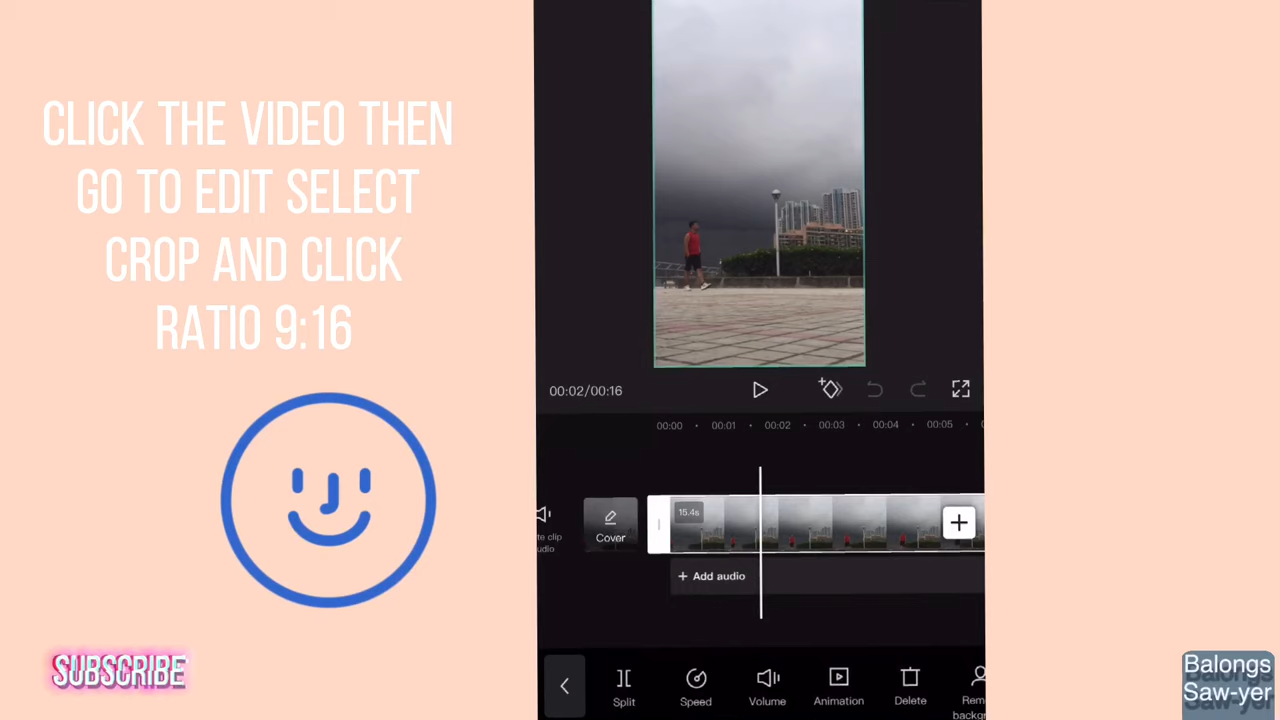 CLICK THE VIDEO THEN
GO TO EDIT SELECT
CROP AND CLICK
RATIO 9:16
SUBSCRIBE
00:02/00:16
00:00 · 00:01 · 00:02 · 00:03 · 00:04 · 00:05 ·
15.4s
Cover
+ Add audio
Split
Speed
Volume
Animation
Delete
Balongs
Saw-yer